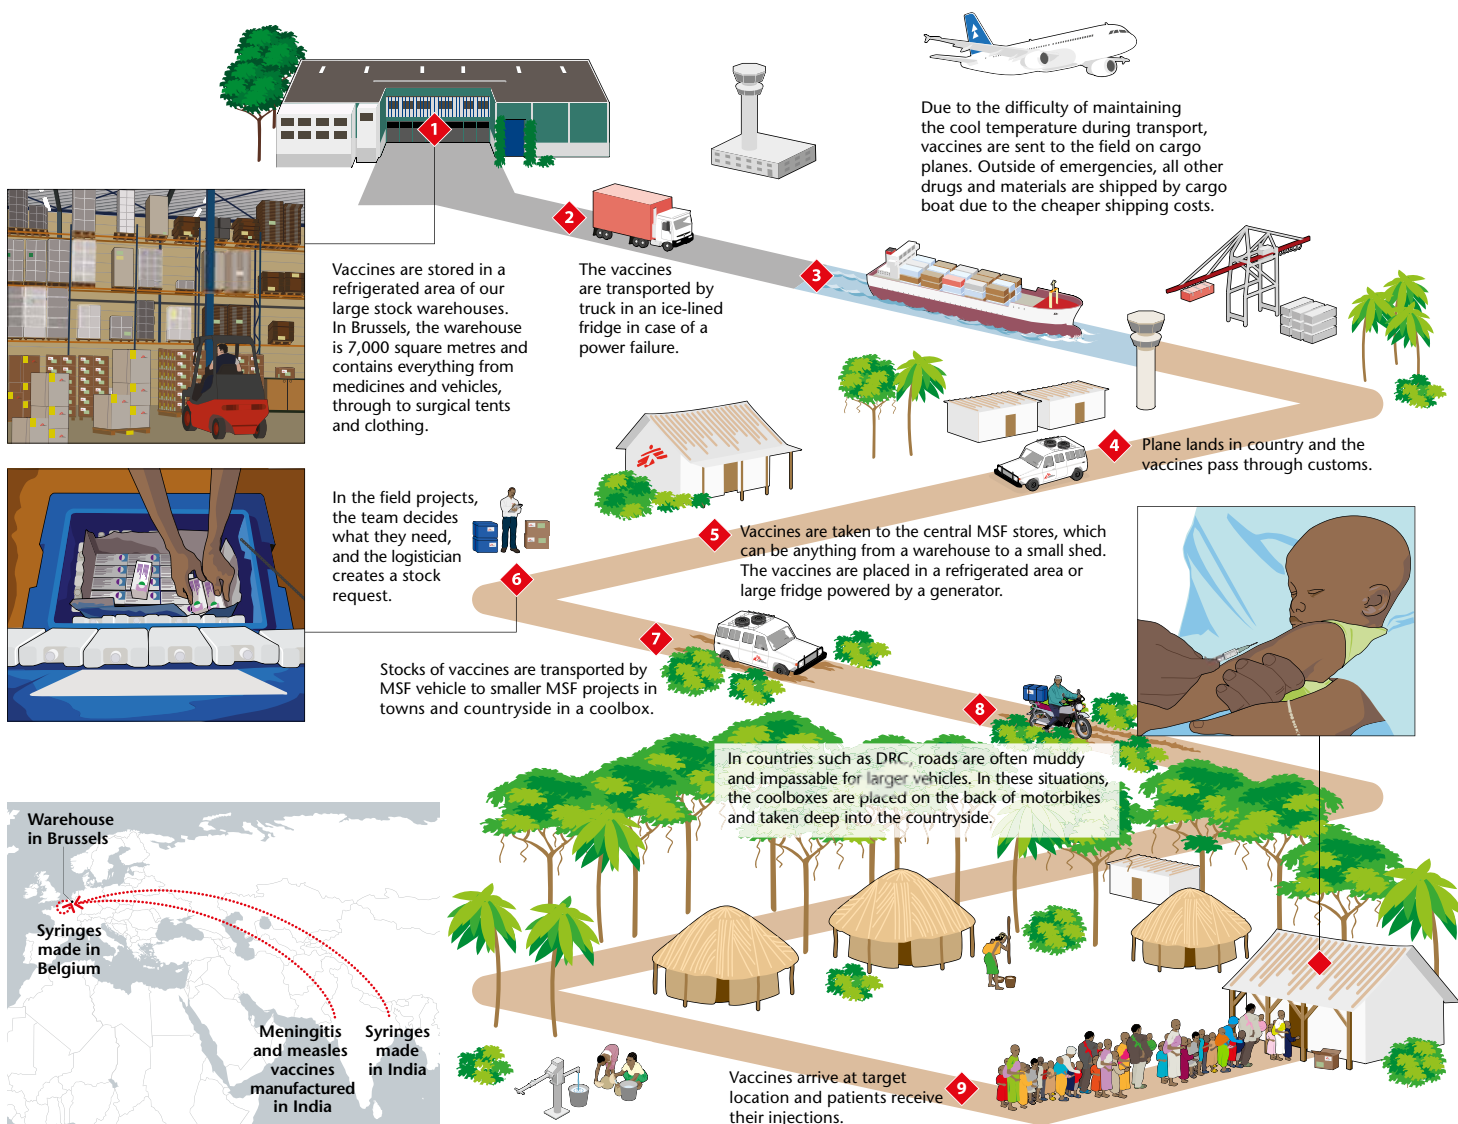 1
Due to the difficulty of maintaining
the cool temperature during transport,
vaccines are sent to the field on cargo
planes. Outside of emergencies, all other
drugs and materials are shipped by cargo
boat due to the cheaper shipping costs.
2
3
Vaccines are stored in a
refrigerated area of our
large stock warehouses.
In Brussels, the warehouse
is 7,000 square metres and
contains everything from
medicines and vehicles,
through to surgical tents
and clothing.
The vaccines
are transported by
truck in an ice-lined
fridge in case of a
power failure.
4
Plane lands in country and the
vaccines pass through customs.
5
Vaccines are taken to the central MSF stores, which
can be anything from a warehouse to a small shed.
The vaccines are placed in a refrigerated area or
large fridge powered by a generator.
In the field projects,
the team decides
what they need,
and the logistician
creates a stock
request.
6
7
Stocks of vaccines are transported by
MSF vehicle to smaller MSF projects in
towns and countryside in a coolbox.
8
In countries such as DRC, roads are often muddy
and impassable for larger vehicles. In these situations,
the coolboxes are placed on the back of motorbikes
and taken deep into the countryside.
Warehouse
in Brussels
Syringes
made in
Belgium
Meningitis
and measles
vaccines
manufactured
in India
Syringes
made
in India
Vaccines arrive at target
location and patients receive
their injections.
9